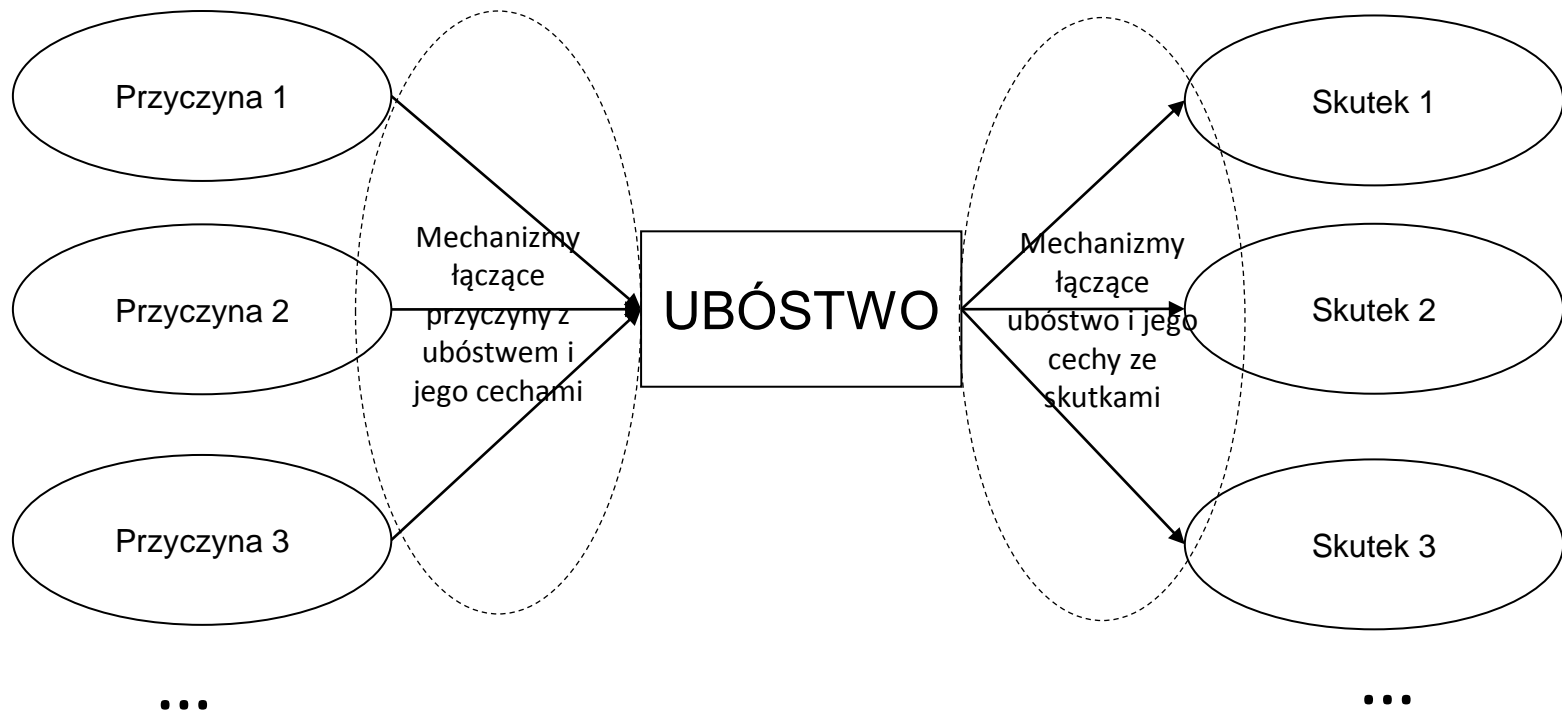 Przyczyna 1
Przyczyna 2
Przyczyna 3
...
Mechanizmy
łączące
przyczyny z
ubóstwem i
jego cechami
UBÓSTWO
Mechanizmy
łączące
ubóstwo i jego
cechy ze
skutkami
Skutek 1
Skutek 2
Skutek 3
...